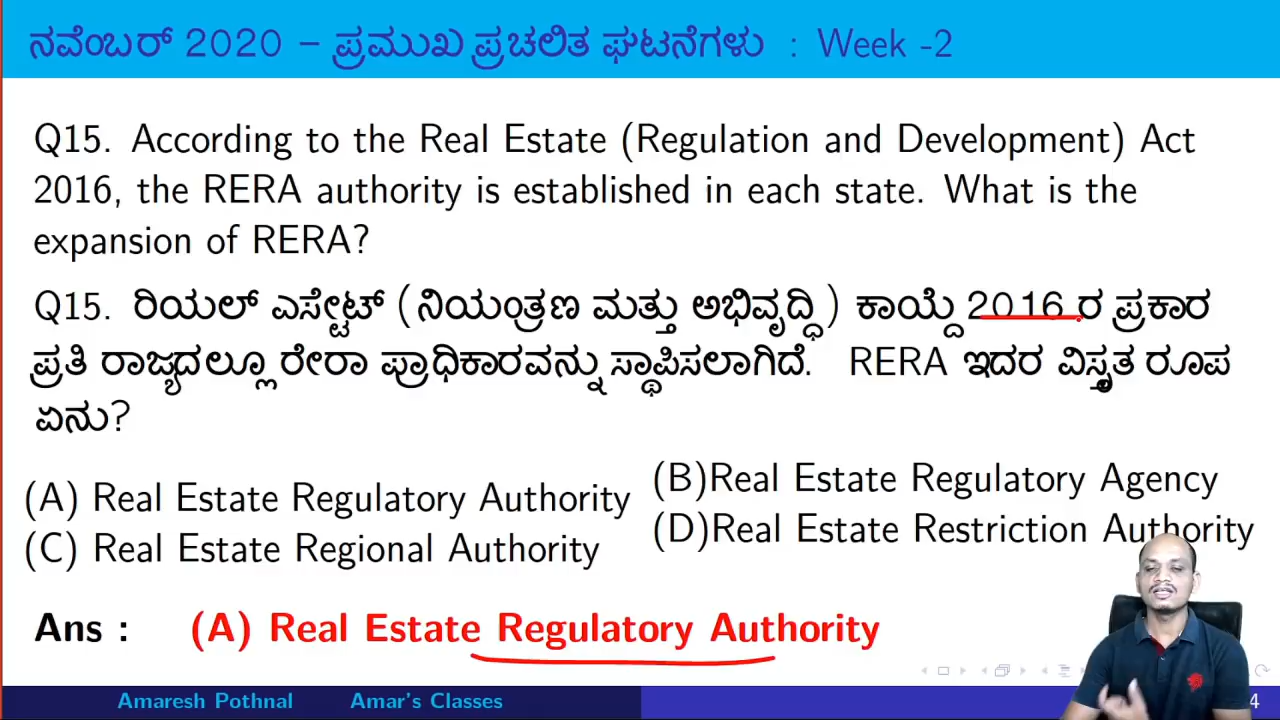 ನವೆಂಬರ್ 2020 – ಪ್ರಮುಖ ಪ್ರಚಲಿತ ಘಟನೆಗಳು : Week -2
Q15. According to the Real Estate (Regulation and Development) Act
2016, the RERA authority is established in each state. What is the
expansion of RERA?
Q15. ರಿಯಲ್ ಎಸ್ಟೇಟ್ (ನಿಯಂತ್ರಣ ಮತ್ತು ಅಭಿವೃದ್ಧಿ) ಕಾಯ್ದೆ 2016 ರ ಪ್ರಕಾರ
ಪ್ರತಿ ರಾಜ್ಯದಲ್ಲೂ ರೇರಾ ಪ್ರಾಧಿಕಾರವನ್ನು ಸ್ಥಾಪಿಸಲಾಗಿದೆ. RERA ಇದರ ವಿಸ್ತೃತ ರೂಪ
ಏನು?
(A) Real Estate Regulatory Authority
(B)Real Estate Regulatory Agency
(C) Real Estate Regional Authority
(D)Real Estate Restriction Authority
Ans : (A) Real Estate Regulatory Authority
Amaresh Pothnal Amar's Classes
4